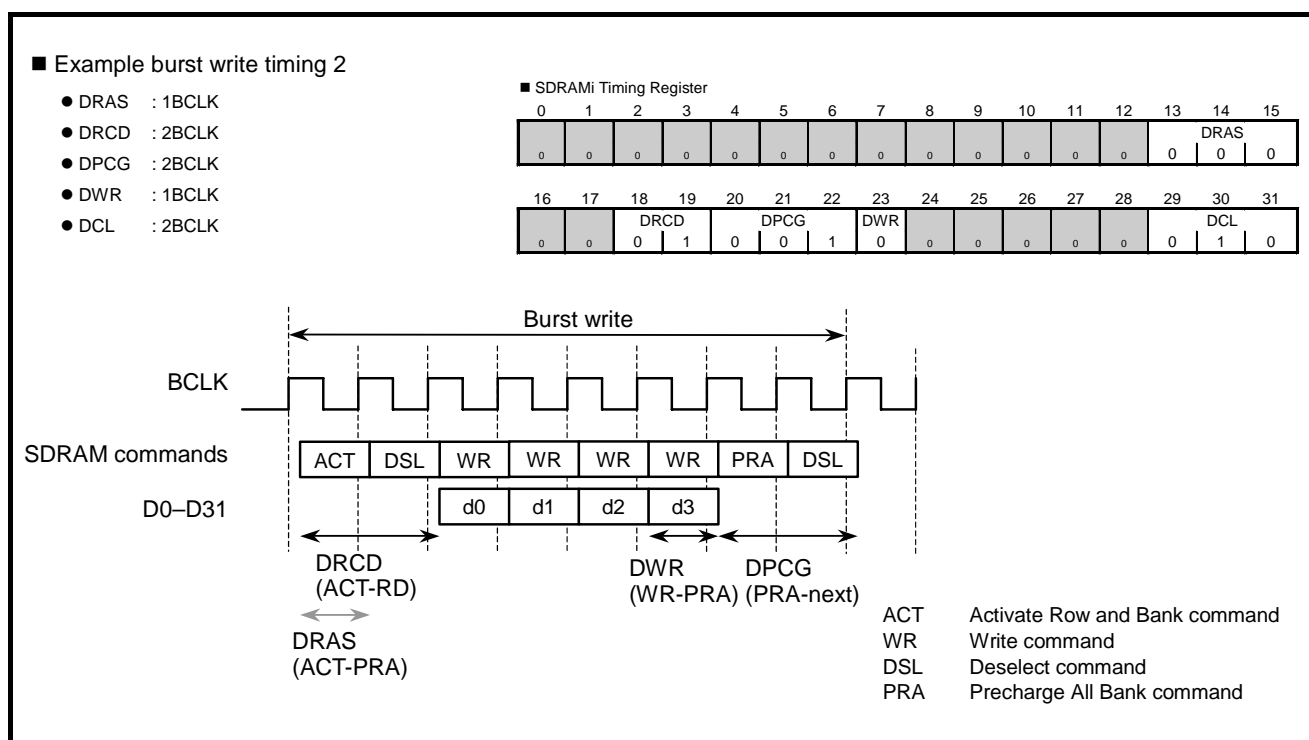 ■ Example burst write timing 2
● DRAS : 1BCLK
● DRCD : 2BCLK
● DPCG : 2BCLK
● DWR : 1BCLK
● DCL : 2BCLK
■ SDRAMi Timing Register
0 1 2 3 4 5 6 7 8 9 10 11 12 13 14 15
DRAS
0 0 0 0 0 0 0 0 0 0 0 0 0 0 0 0
16 17 18 19 20 21 22 23 24 25 26 27 28 29 30 31
DRCD DPCG DWR DCL
0 0 0 1 0 0 1 0 0 0 0 0 0 0 1 0
Burst write
BCLK
SDRAM commands ACT DSL WR WR WR WR PRA DSL
D0–D31 d0 d1 d2 d3
DRCD
(ACT-RD)
DRAS
(ACT-PRA)
DWR
(WR-PRA)
DPCG
(PRA-next)
ACT Activate Row and Bank command
WR Write command
DSL Deselect command
PRA Precharge All Bank command